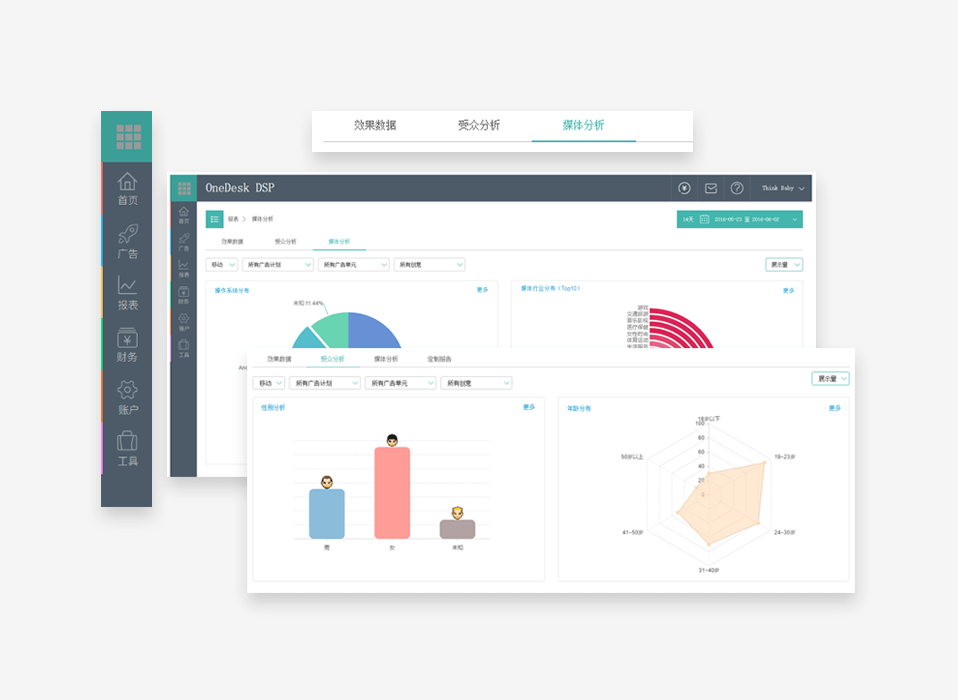 首页
广告
报表
财务
账户
工具
效果数据 受众分析 媒体分析
OneDesk DSP
Think Baby
首页
广告
报表
财务
账户
工具
报表 > 媒体分析
14天 2016-05-23 至 2016-06-02
效果数据 受众分析 媒体分析
移动 所有广告计划 所有广告单元 所有创意 展示量
操作系统分布 更多
未知:11.44%
And
媒体行业分布(Top10) 更多
游戏
交通旅游
音乐影视
医疗保健
女性时尚
体育运动
生活服务
效果数据 受众分析 媒体分析 定制报告
移动 所有广告计划 所有广告单元 所有创意 展示量
性别分析 更多
男 女 未知
年龄分布 更多
18岁以下
100
80
60
40
20
0
50岁以上
18-23岁
41-50岁
24-30岁
31-40岁